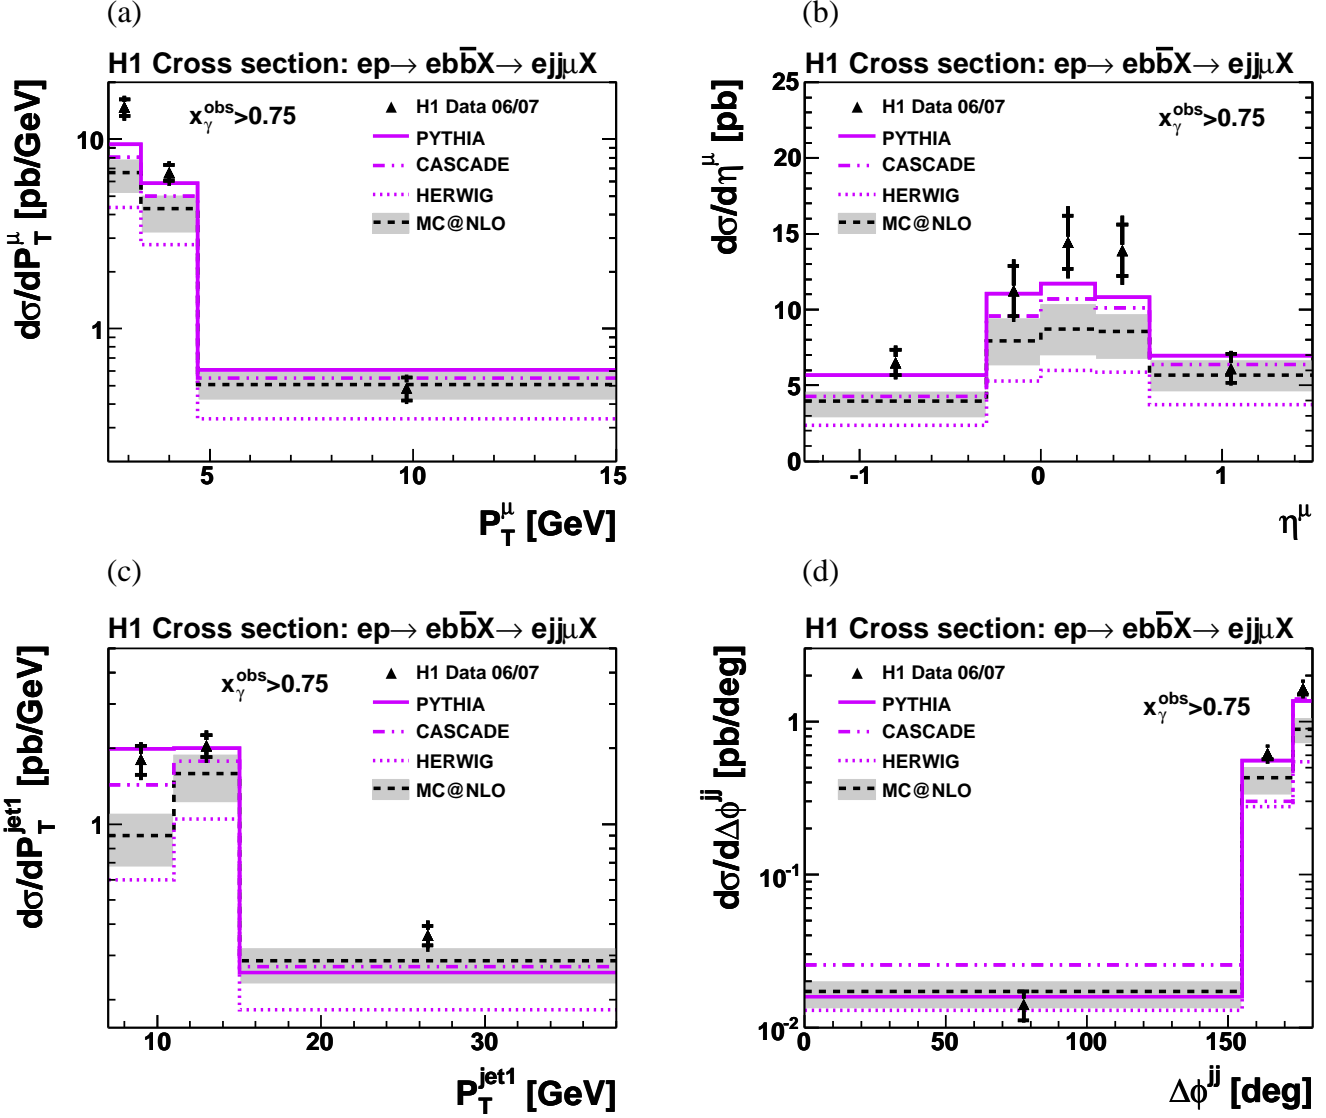 (a)
H1 Cross section: ep→ ebb̅X→ ejjμX
dσ/dP_T^μ [pb/GeV]
x_γ^obs>0.75
H1 Data 06/07
PYTHIA
CASCADE
HERWIG
MC@NLO
10
1
5 10 15
P_T^μ [GeV]
(b)
H1 Cross section: ep→ ebb̅X→ ejjμX
dσ/dη^μ [pb]
H1 Data 06/07
PYTHIA
CASCADE
HERWIG
MC@NLO
x_γ^obs>0.75
25
20
15
10
5
0
-1 0 1
η^μ
(c)
H1 Cross section: ep→ ebb̅X→ ejjμX
dσ/dP_T^jet1 [pb/GeV]
x_γ^obs>0.75
H1 Data 06/07
PYTHIA
CASCADE
HERWIG
MC@NLO
1
10 20 30
P_T^jet1 [GeV]
(d)
H1 Cross section: ep→ ebb̅X→ ejjμX
dσ/dΔφ^jj [pb/deg]
H1 Data 06/07
PYTHIA
CASCADE
HERWIG
MC@NLO
x_γ^obs>0.75
1
10^-1
10^-2
0 50 100 150
Δφ^jj [deg]